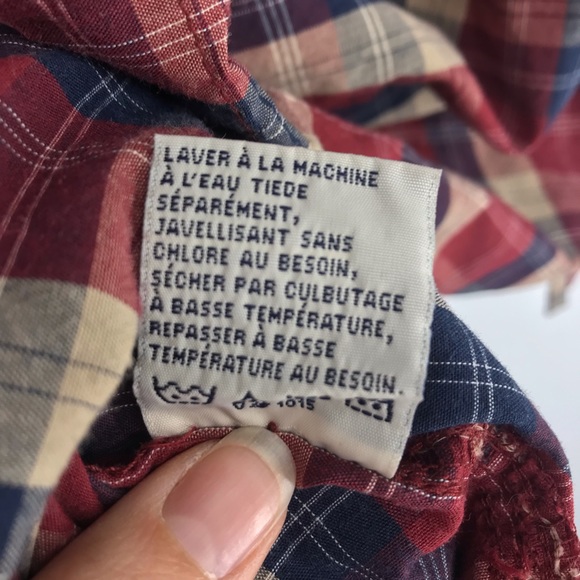 LAVER À LA MACHINE
À L'EAU TIEDE
SÉPARÉMENT,
JAVELLISANT SANS
CHLORE AU BESOIN,
SÉCHER PAR CULBUTAGE
À BASSE TEMPÉRATURE,
REPASSER À BASSE
TEMPÉRATURE AU BESOIN.